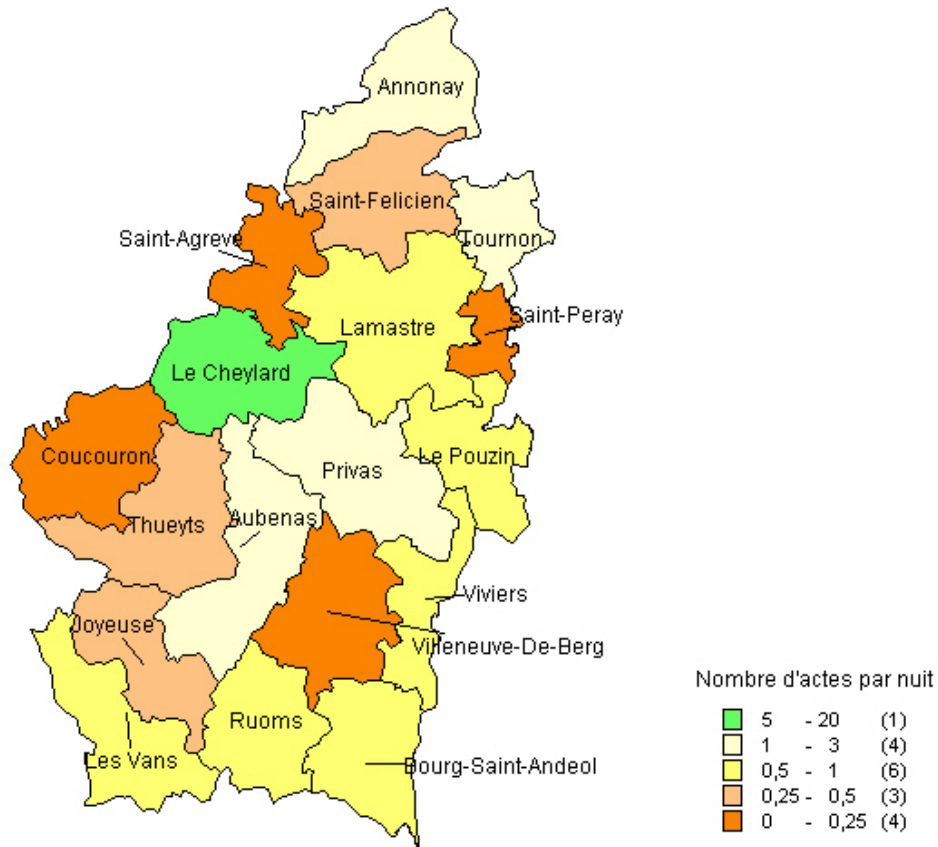 Annonay
Saint-Felicien
Saint-Agreve
Tournon
Saint-Peray
Lamastre
Le Cheylard
Coucouron
Privas
Le Pouzin
Thueyts
Aubenas
Viviers
Joyeuse
Villeneuve-De-Berg
Ruoms
Les Vans
Bourg-Saint-Andeol
Nombre d'actes par nuit
5 - 20 (1)
1 - 3 (4)
0,5 - 1 (6)
0,25 - 0,5 (3)
0 - 0,25 (4)